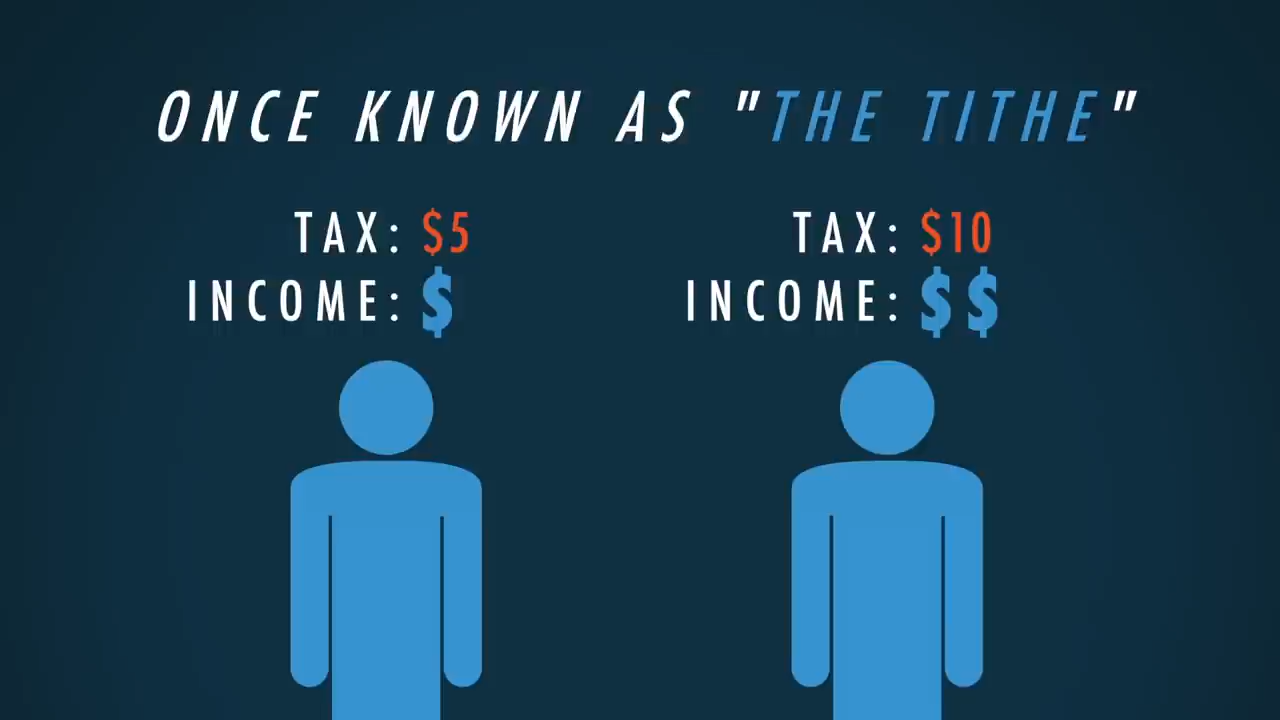 ONCE KNOWN AS "THE TITHE"
TAX: $5
INCOME: $
TAX: $10
INCOME: $$